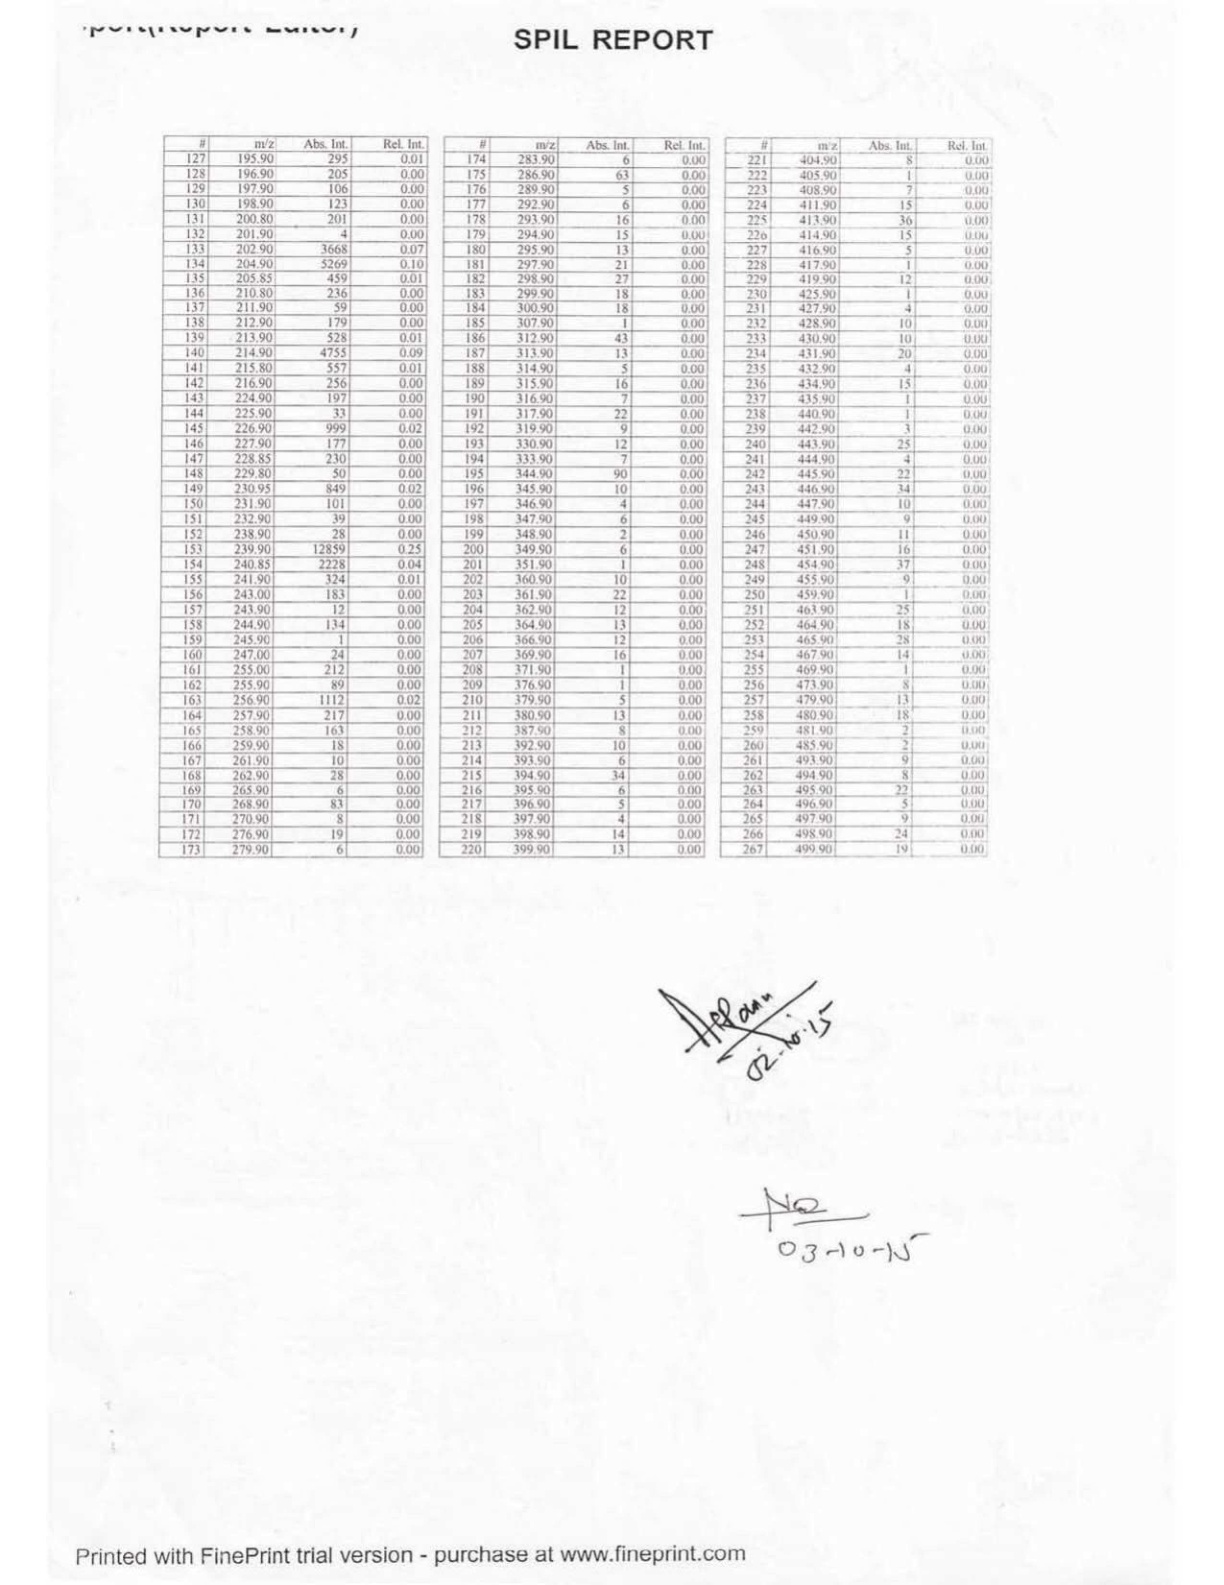 SPIL REPORT
# m/z Abs. Int. Rel. Int. # m/z Abs. Int. Rel. Int. # m/z Abs. Int. Rel. Int.
127 195.90 295 0.01 174 283.90 6 0.00 221 404.90 8 0.00
128 196.90 205 0.00 175 286.90 63 0.00 222 405.90 1 0.00
129 197.90 106 0.00 176 289.90 5 0.00 223 408.90 7 0.00
130 198.90 123 0.00 177 292.90 6 0.00 224 411.90 15 0.00
131 200.80 201 0.00 178 293.90 16 0.00 225 413.90 36 0.00
132 201.90 4 0.00 179 294.90 15 0.00 226 414.90 15 0.00
133 202.90 3668 0.07 180 295.90 13 0.00 227 416.90 5 0.00
134 204.90 5269 0.10 181 297.90 21 0.00 228 417.90 1 0.00
135 205.85 459 0.01 182 298.90 27 0.00 229 419.90 12 0.00
136 210.80 236 0.00 183 299.90 18 0.00 230 425.90 1 0.00
137 211.90 59 0.00 184 300.90 18 0.00 231 427.90 4 0.00
138 212.90 179 0.00 185 307.90 1 0.00 232 428.90 10 0.00
139 213.90 528 0.01 186 312.90 43 0.00 233 430.90 10 0.00
140 214.90 4755 0.09 187 313.90 13 0.00 234 431.90 20 0.00
141 215.80 557 0.01 188 314.90 5 0.00 235 432.90 4 0.00
142 216.90 256 0.00 189 315.90 16 0.00 236 434.90 15 0.00
143 224.90 197 0.00 190 316.90 7 0.00 237 435.90 1 0.00
144 225.90 33 0.00 191 317.90 22 0.00 238 440.90 1 0.00
145 226.90 999 0.02 192 319.90 9 0.00 239 442.90 3 0.00
146 227.90 177 0.00 193 330.90 12 0.00 240 443.90 25 0.00
147 228.85 230 0.00 194 333.90 7 0.00 241 444.90 4 0.00
148 229.80 50 0.00 195 344.90 90 0.00 242 445.90 22 0.00
149 230.95 849 0.02 196 345.90 10 0.00 243 446.90 34 0.00
150 231.90 101 0.00 197 346.90 4 0.00 244 447.90 10 0.00
151 232.90 39 0.00 198 347.90 6 0.00 245 449.90 9 0.00
152 238.90 28 0.00 199 348.90 2 0.00 246 450.90 11 0.00
153 239.90 12859 0.25 200 349.90 6 0.00 247 451.90 16 0.00
154 240.85 2228 0.04 201 351.90 1 0.00 248 454.90 37 0.00
155 241.90 324 0.01 202 360.90 10 0.00 249 455.90 9 0.00
156 243.00 183 0.00 203 361.90 22 0.00 250 459.90 1 0.00
157 243.90 12 0.00 204 362.90 12 0.00 251 463.90 25 0.00
158 244.90 134 0.00 205 364.90 13 0.00 252 464.90 18 0.00
159 245.90 1 0.00 206 366.90 12 0.00 253 465.90 28 0.00
160 247.00 24 0.00 207 369.90 16 0.00 254 467.90 14 0.00
161 255.00 212 0.00 208 371.90 1 0.00 255 469.90 1 0.00
162 255.90 89 0.00 209 376.90 1 0.00 256 473.90 8 0.00
163 256.90 1112 0.02 210 379.90 5 0.00 257 479.90 13 0.00
164 257.90 217 0.00 211 380.90 13 0.00 258 480.90 18 0.00
165 258.90 163 0.00 212 387.90 8 0.00 259 481.90 2 0.00
166 259.90 18 0.00 213 392.90 10 0.00 260 485.90 2 0.00
167 261.90 10 0.00 214 393.90 6 0.00 261 493.90 9 0.00
168 262.90 28 0.00 215 394.90 34 0.00 262 494.90 8 0.00
169 265.90 6 0.00 216 395.90 6 0.00 263 495.90 22 0.00
170 268.90 83 0.00 217 396.90 5 0.00 264 496.90 5 0.00
171 270.90 8 0.00 218 397.90 4 0.00 265 497.90 9 0.00
172 276.90 19 0.00 219 398.90 14 0.00 266 498.90 24 0.00
173 279.90 6 0.00 220 399.90 13 0.00 267 499.90 19 0.00
02-10-15
03-10-15
Printed with FinePrint trial version - purchase at www.fineprint.com